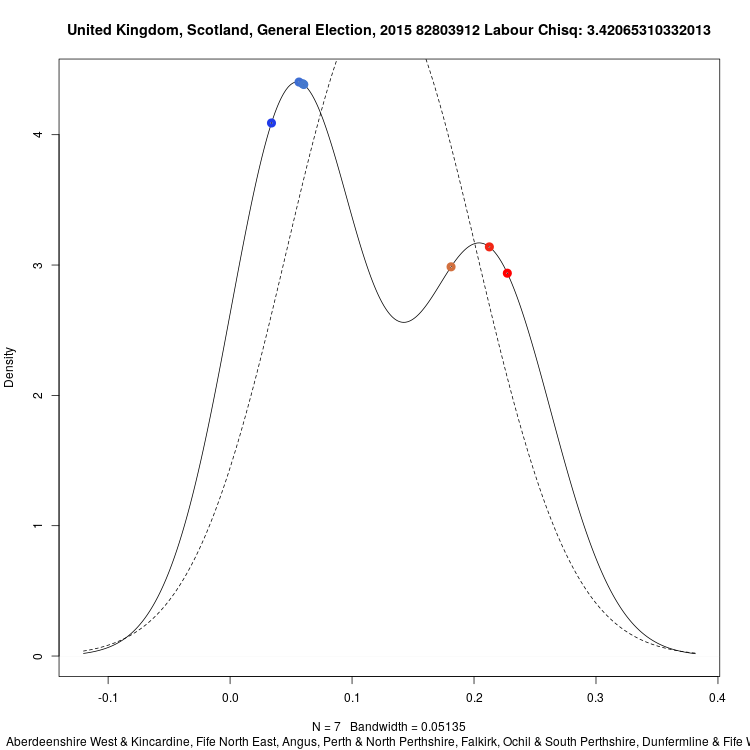 United Kingdom, Scotland, General Election, 2015 82803912 Labour Chisq: 3.42065310332013
Density
4
3
2
1
0
-0.1 0.0 0.1 0.2 0.3 0.4
N = 7 Bandwidth = 0.05135
Aberdeenshire West & Kincardine, Fife North East, Angus, Perth & North Perthshire, Falkirk, Ochil & South Perthshire, Dunfermline & Fife